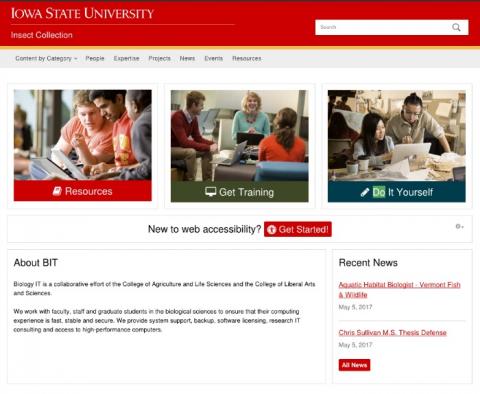 IOWA STATE UNIVERSITY
Insect Collection
Search
Content by Category People Expertise Projects News Events Resources
Resources
Get Training
Do It Yourself
New to web accessibility? Get Started!
About BIT
Biology IT is a collaborative effort of the College of Agriculture and Life Sciences and the College of Liberal Arts
and Sciences.
We work with faculty, staff and graduate students in the biological sciences to ensure that their computing
experience is fast, stable and secure. We provide system support, backup, software licensing, research IT
consulting and access to high-performance computers.
Recent News
Aquatic Habitat Biologist - Vermont Fish
& Wildlife
May 5, 2017
Chris Sullivan M.S. Thesis Defense
May 5, 2017
All News